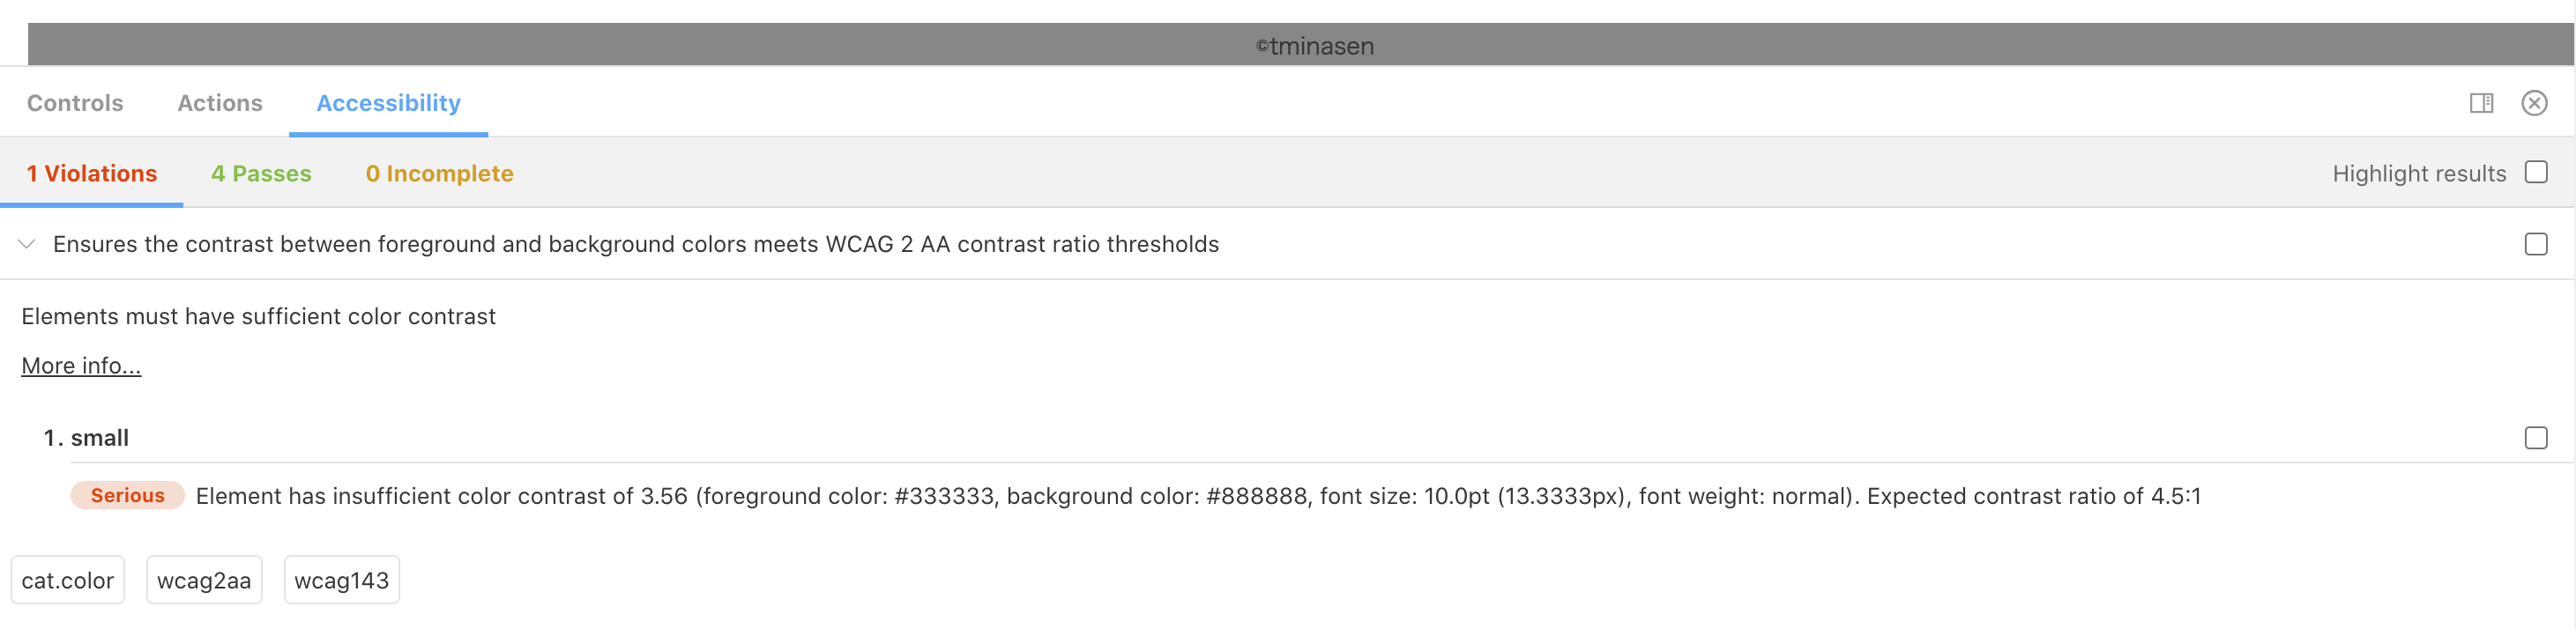 ©tminasen
Controls Actions Accessibility
1 Violations 4 Passes 0 Incomplete Highlight results
Ensures the contrast between foreground and background colors meets WCAG 2 AA contrast ratio thresholds
Elements must have sufficient color contrast
More info...
1. small
Serious Element has insufficient color contrast of 3.56 (foreground color: #333333, background color: #888888, font size: 10.0pt (13.3333px), font weight: normal). Expected contrast ratio of 4.5:1
cat.color wcag2aa wcag143